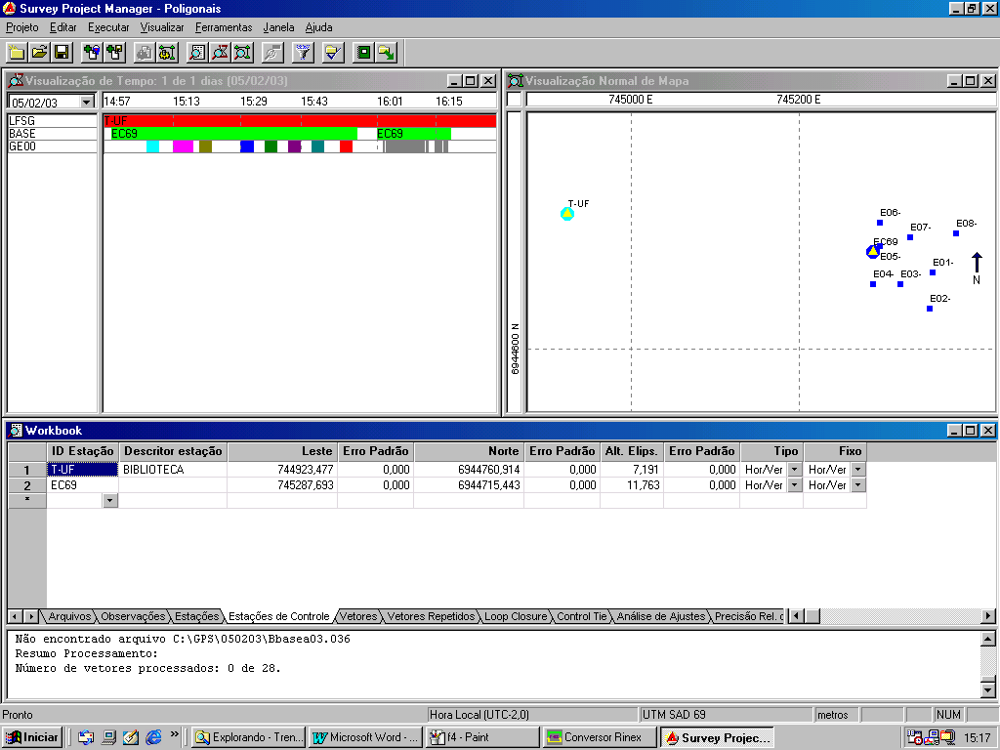 Survey Project Manager - Poligonais
Projeto Editar Executar Visualizar Ferramentas Janela Ajuda
Visualização de Tempo: 1 de 1 dias (05/02/03)
05/02/03 14:57 15:13 15:29 15:43 16:01 16:15
LFSG T-UF
BASE EC69 EC69
GE00
Visualização Normal de Mapa
745000 E 745200 E
6944600 N
T-UF
E06-
E07-
E08-
EC69
E05-
E01-
E04- E03-
E02-
N
Workbook
ID Estação Descritor estação Leste Erro Padrão Norte Erro Padrão Alt. Elips. Erro Padrão Tipo Fixo
1 T-UF BIBLIOTECA 744923,477 0,000 6944760,914 0,000 7,191 0,000 Hor/Ver Hor/Ver
2 EC69 745287,693 0,000 6944715,443 0,000 11,763 0,000 Hor/Ver Hor/Ver
*
Arquivos Observações Estações Estações de Controle Vetores Vetores Repetidos Loop Closure Control Tie Análise de Ajustes Precisão Rel. d
Não encontrado arquivo C:\GPS\050203\Bbasea03.036
Resumo Processamento:
Número de vetores processados: 0 de 28.
Pronto Hora Local (UTC-2,0) UTM SAD 69 metros NUM
Iniciar » Explorando - Tren... Microsoft Word - ... f4 - Paint Conversor Rinex Survey Projec... 15:17